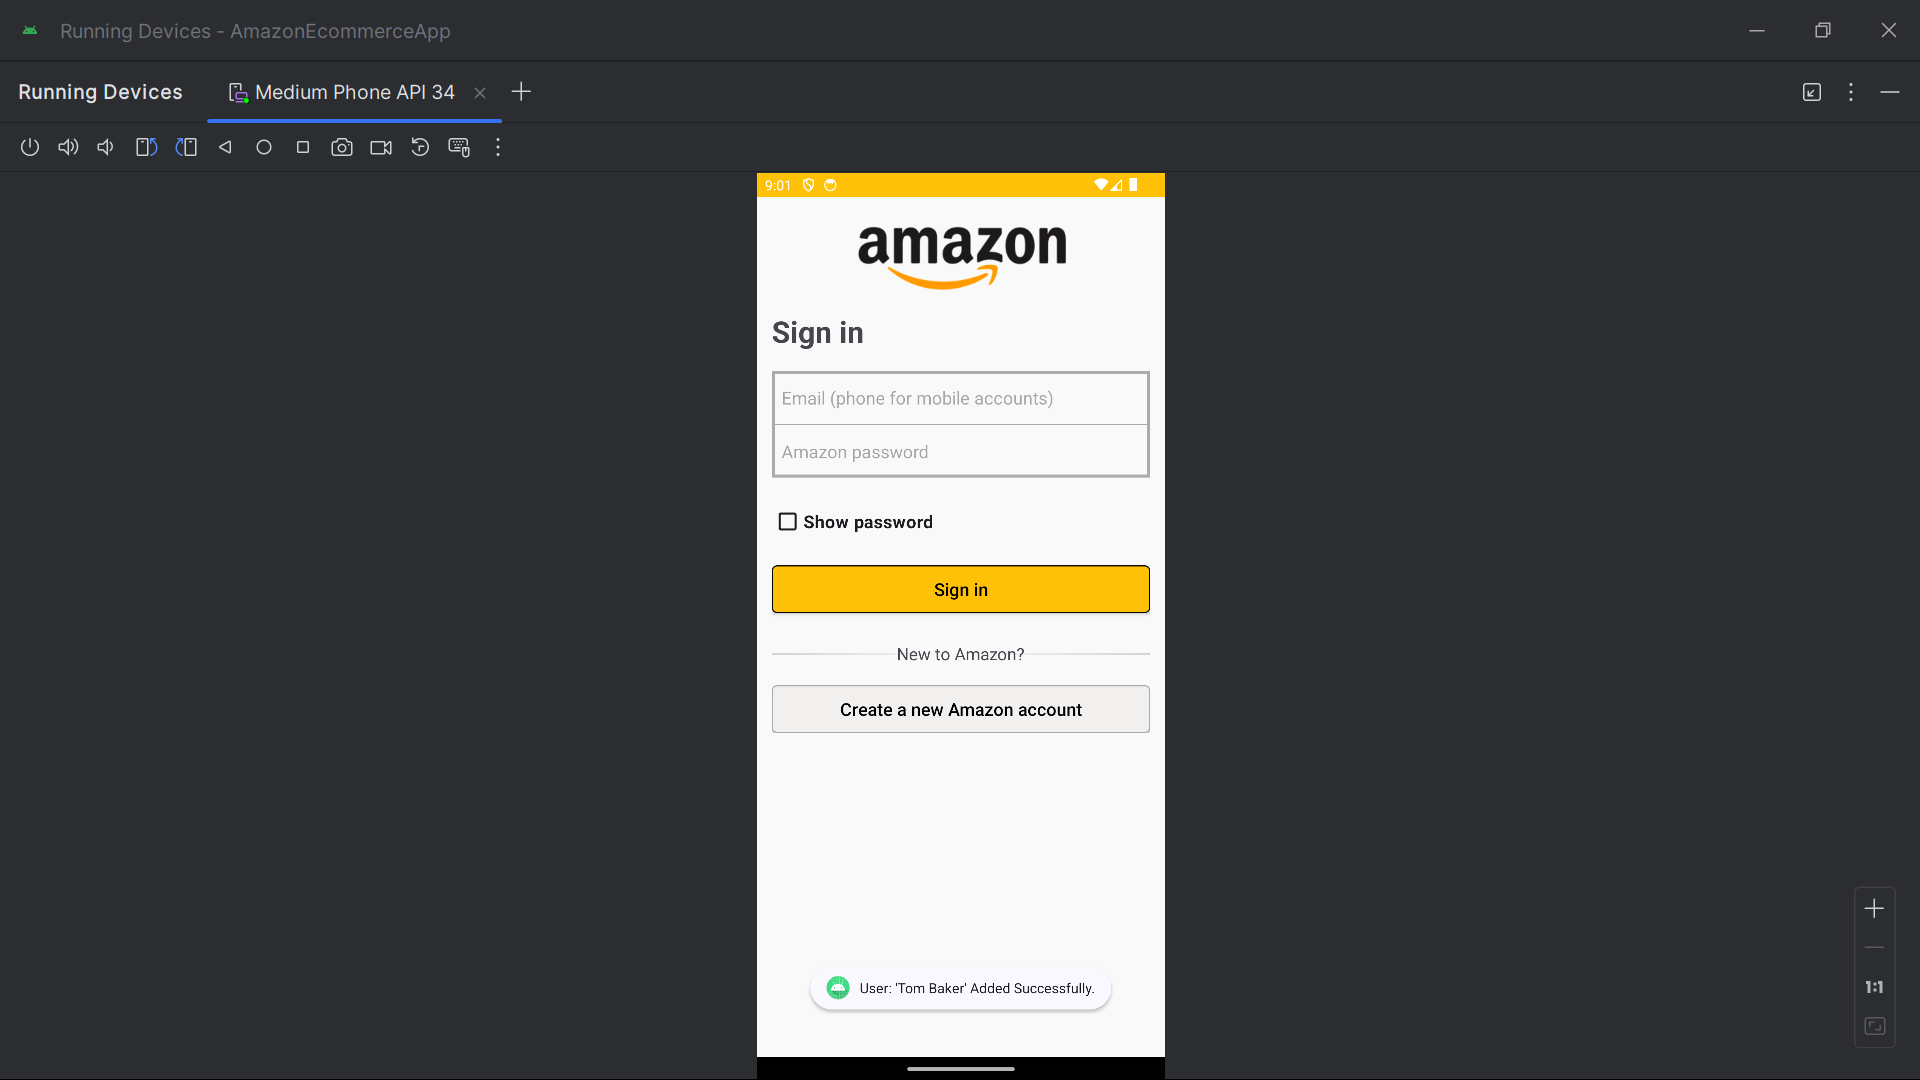 Running Devices - AmazonEcommerceApp
Running Devices
Medium Phone API 34
9:01
amazon
Sign in
Email (phone for mobile accounts)
Amazon password
Show password
Sign in
New to Amazon?
Create a new Amazon account
User: 'Tom Baker' Added Successfully.
1:1